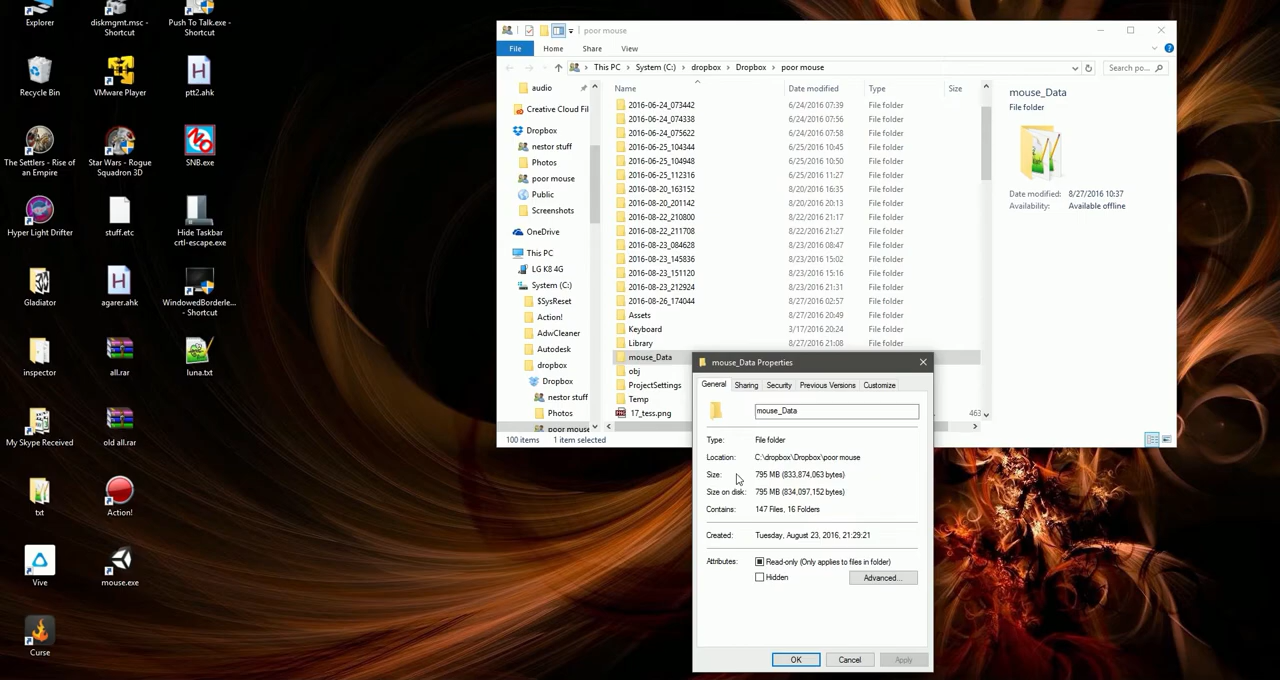 Explorer
diskmgmt.msc -
Shortcut
Push To Talk.exe -
Shortcut
Recycle Bin
VMware Player
ptt2.ahk
The Settlers - Rise of
an Empire
Star Wars - Rogue
Squadron 3D
SNB.exe
Hyper Light Drifter
stuff.etc
Hide Taskbar
crtl-escape.exe
Gladiator
agarer.ahk
WindowedBorderle...
- Shortcut
inspector
all.rar
luna.txt
My Skype Received
old all.rar
txt
Action!
Vive
mouse.exe
Curse
poor mouse
File
Home
Share
View
This PC > System (C:) > dropbox > Dropbox > poor mouse
Search po...
audio
Creative Cloud Fil
Dropbox
nestor stuff
Photos
poor mouse
Public
Screenshots
OneDrive
This PC
LG K8 4G
System (C:)
$SysReset
Action!
AdwCleaner
Autodesk
dropbox
Dropbox
nestor stuff
Photos
poor mouse
Name Date modified Type Size
2016-06-24_073442 6/24/2016 07:39 File folder
2016-06-24_074338 6/24/2016 07:56 File folder
2016-06-24_075622 6/24/2016 07:58 File folder
2016-06-25_104344 6/25/2016 10:45 File folder
2016-06-25_104948 6/25/2016 10:50 File folder
2016-06-25_112316 6/25/2016 11:27 File folder
2016-08-20_163152 8/20/2016 16:35 File folder
2016-08-20_201142 8/20/2016 20:13 File folder
2016-08-22_210800 8/22/2016 21:17 File folder
2016-08-22_211708 8/22/2016 21:27 File folder
2016-08-23_084628 8/23/2016 08:47 File folder
2016-08-23_145836 8/23/2016 15:02 File folder
2016-08-23_151120 8/23/2016 15:16 File folder
2016-08-23_212924 8/23/2016 21:31 File folder
2016-08-26_174044 8/27/2016 02:57 File folder
Assets 8/27/2016 20:49 File folder
Keyboard 3/17/2016 20:24 File folder
Library 8/27/2016 21:08 File folder
mouse_Data
obj
ProjectSettings
Temp
17_tess.png 463
100 items 1 item selected
mouse_Data
File folder
Date modified: 8/27/2016 10:37
Availability: Available offline
mouse_Data Properties
General Sharing Security Previous Versions Customize
mouse_Data
Type: File folder
Location: C:\dropbox\Dropbox\poor mouse
Size: 795 MB (833,874,063 bytes)
Size on disk: 795 MB (834,097,152 bytes)
Contains: 147 Files, 16 Folders
Created: Tuesday, August 23, 2016, 21:29:21
Attributes: Read-only (Only applies to files in folder)
Hidden Advanced...
OK Cancel Apply